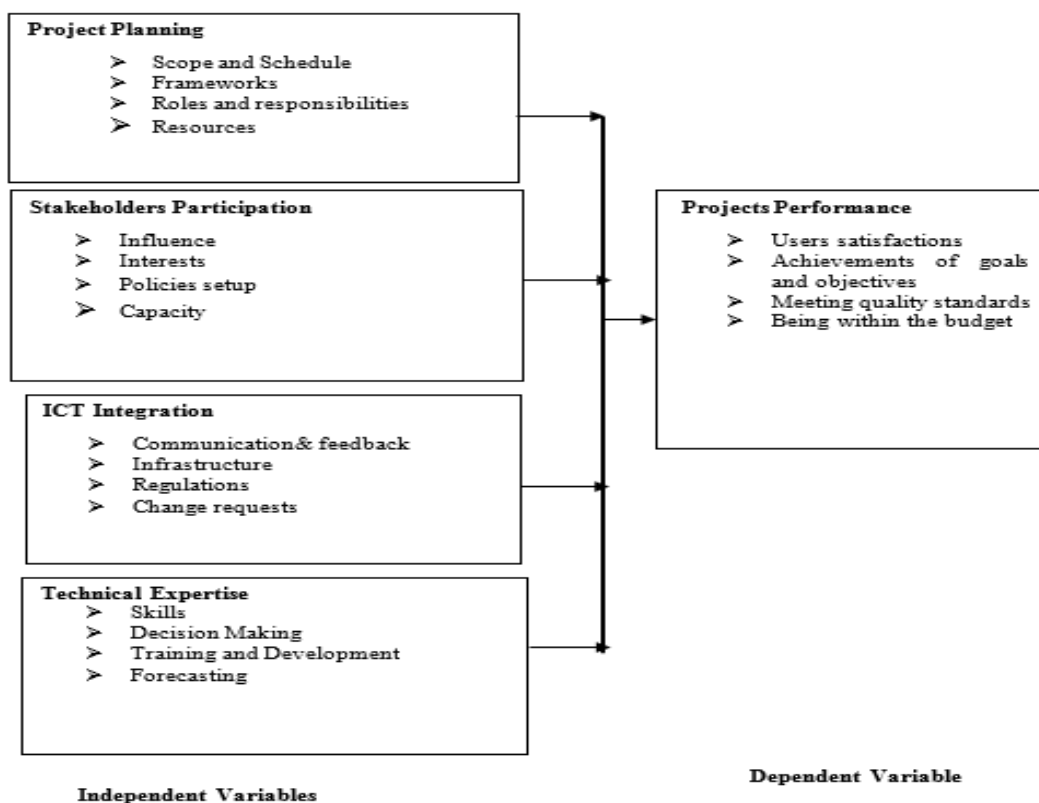 Project Planning
➢ Scope and Schedule
➢ Frameworks
➢ Roles and responsibilities
➢ Resources
Stakeholders Participation
➢ Influence
➢ Interests
➢ Policies setup
➢ Capacity
ICT Integration
➢ Communication& feedback
➢ Infrastructure
➢ Regulations
➢ Change requests
Technical Expertise
➢ Skills
➢ Decision Making
➢ Training and Development
➢ Forecasting
Independent Variables
Projects Performance
➢ Users satisfactions
➢ Achievements of goals
and objectives
➢ Meeting quality standards
➢ Being within the budget
Dependent Variable